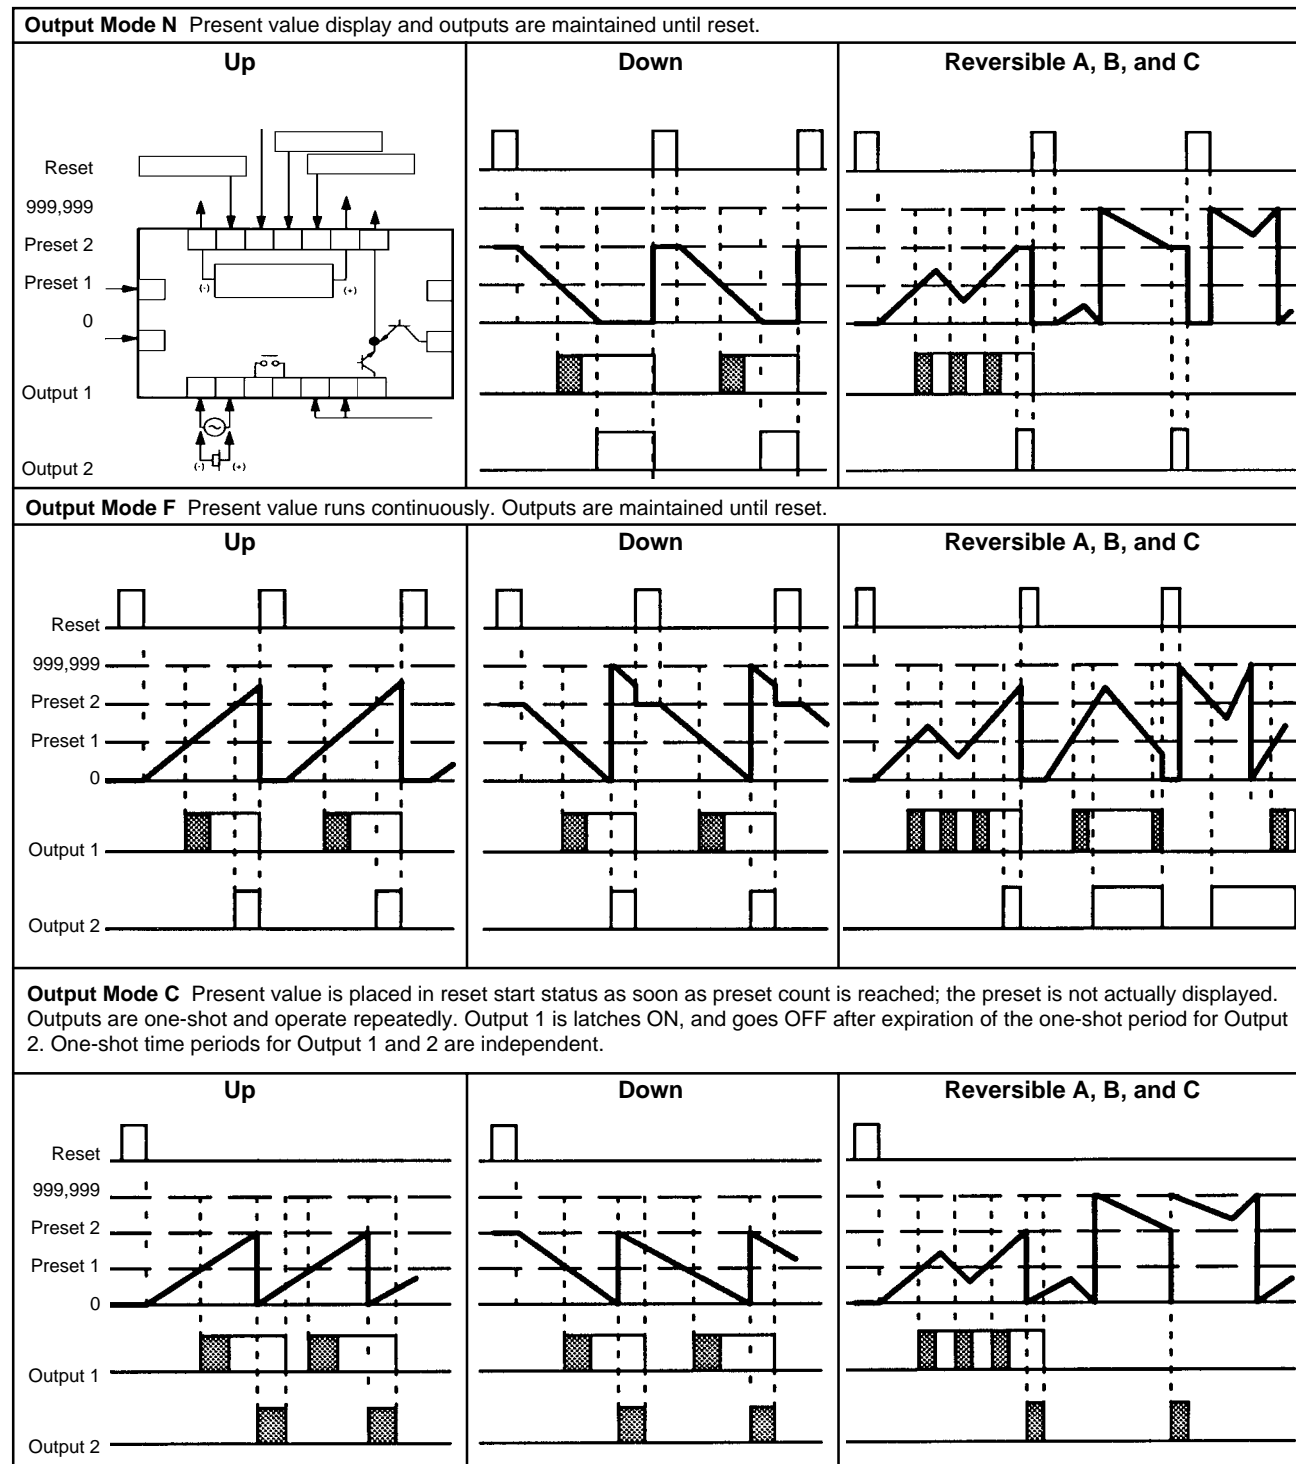 Output Mode N Present value display and outputs are maintained until reset.
Up
Down
Reversible A, B, and C
Reset
999,999
Preset 2
Preset 1
0
Output 1
Output 2
(-)
(+)
(-)
(+)
Output Mode F Present value runs continuously. Outputs are maintained until reset.
Up
Down
Reversible A, B, and C
Reset
999,999
Preset 2
Preset 1
0
Output 1
Output 2
Output Mode C Present value is placed in reset start status as soon as preset count is reached; the preset is not actually displayed.
Outputs are one-shot and operate repeatedly. Output 1 is latches ON, and goes OFF after expiration of the one-shot period for Output
2. One-shot time periods for Output 1 and 2 are independent.
Up
Down
Reversible A, B, and C
Reset
999,999
Preset 2
Preset 1
0
Output 1
Output 2